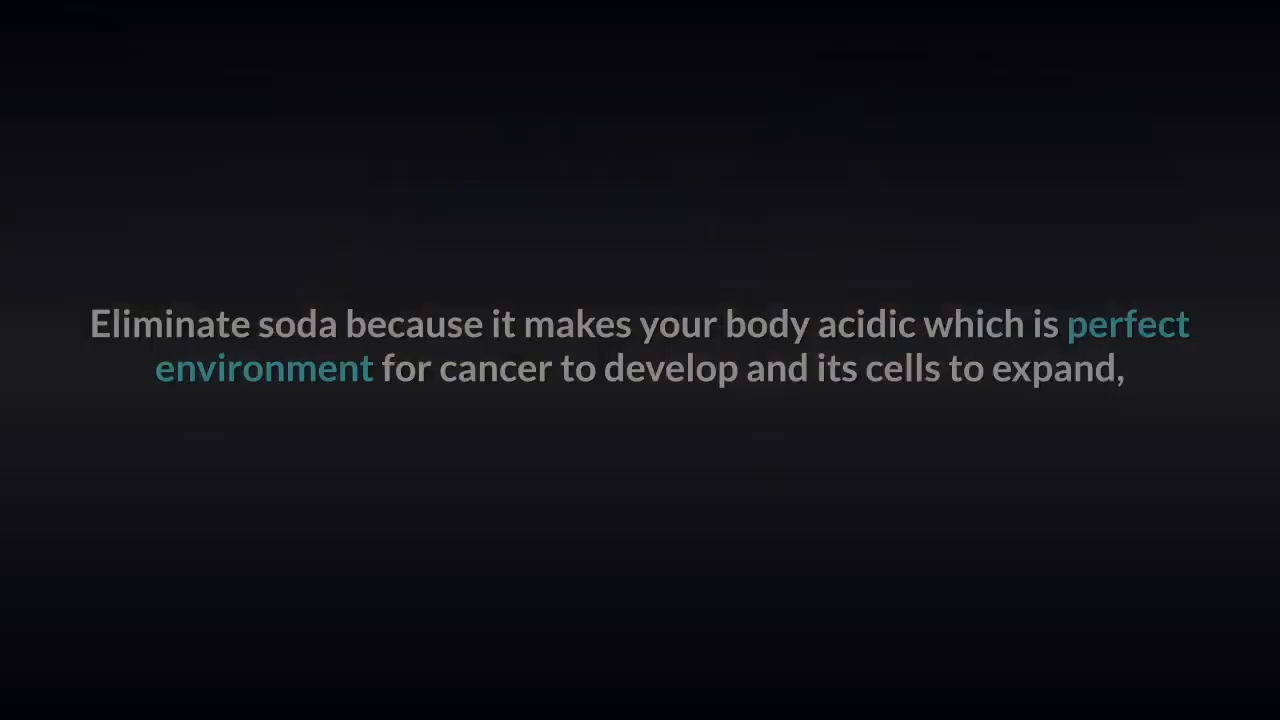 Eliminate soda because it makes your body acidic which is perfect
environment for cancer to develop and its cells to expand,